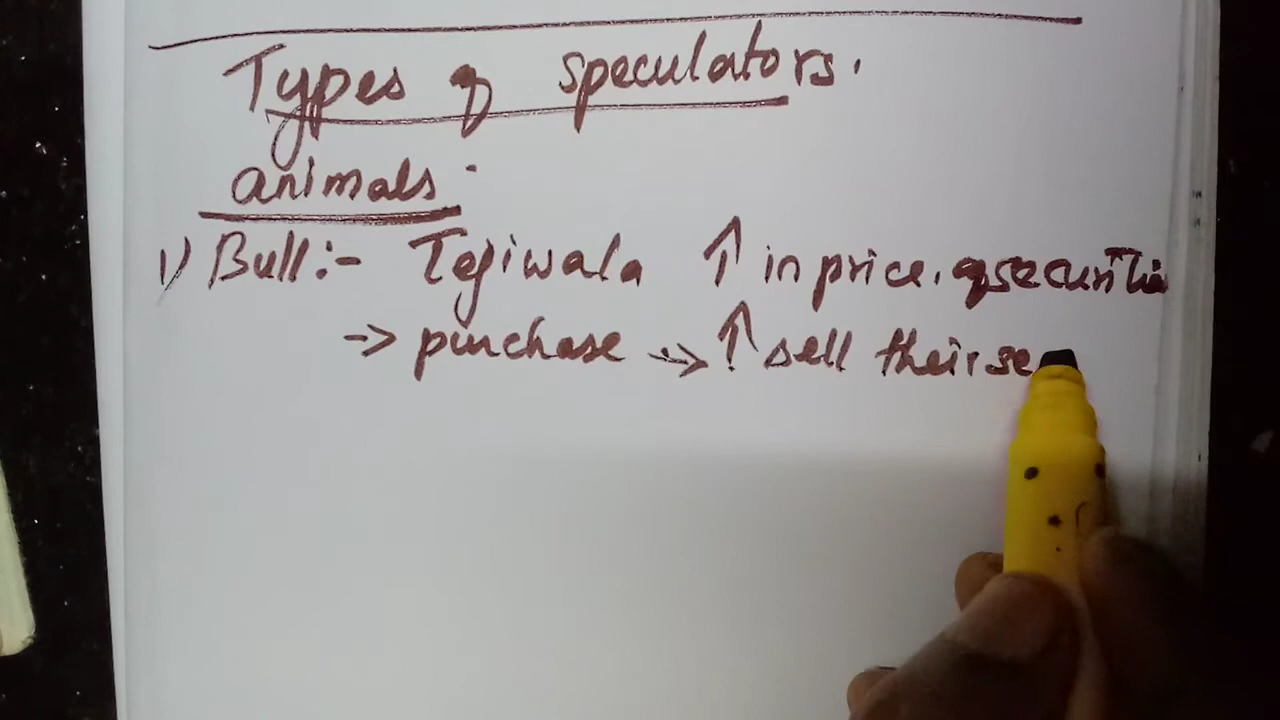 Types of speculators.
animals
1) Bull:- Tejiwala ↑ in price. of securities
-> purchase -> ↑ sell their se